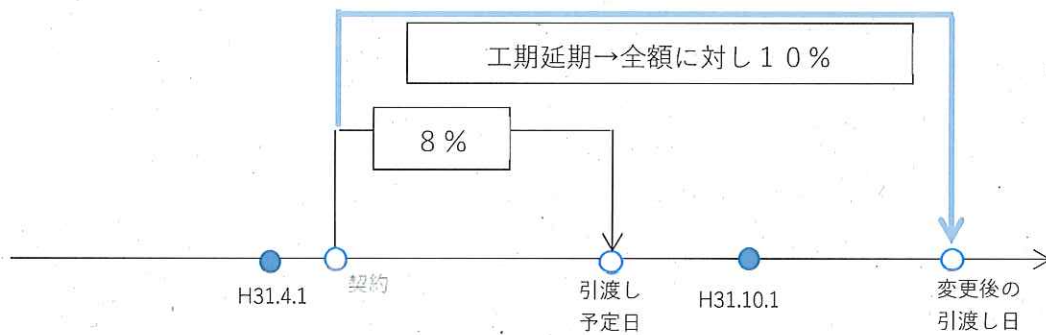 工期延期→全額に対し１０％
８％
契約
H31.4.1
引渡し
予定日
H31.10.1
変更後の
引渡し日